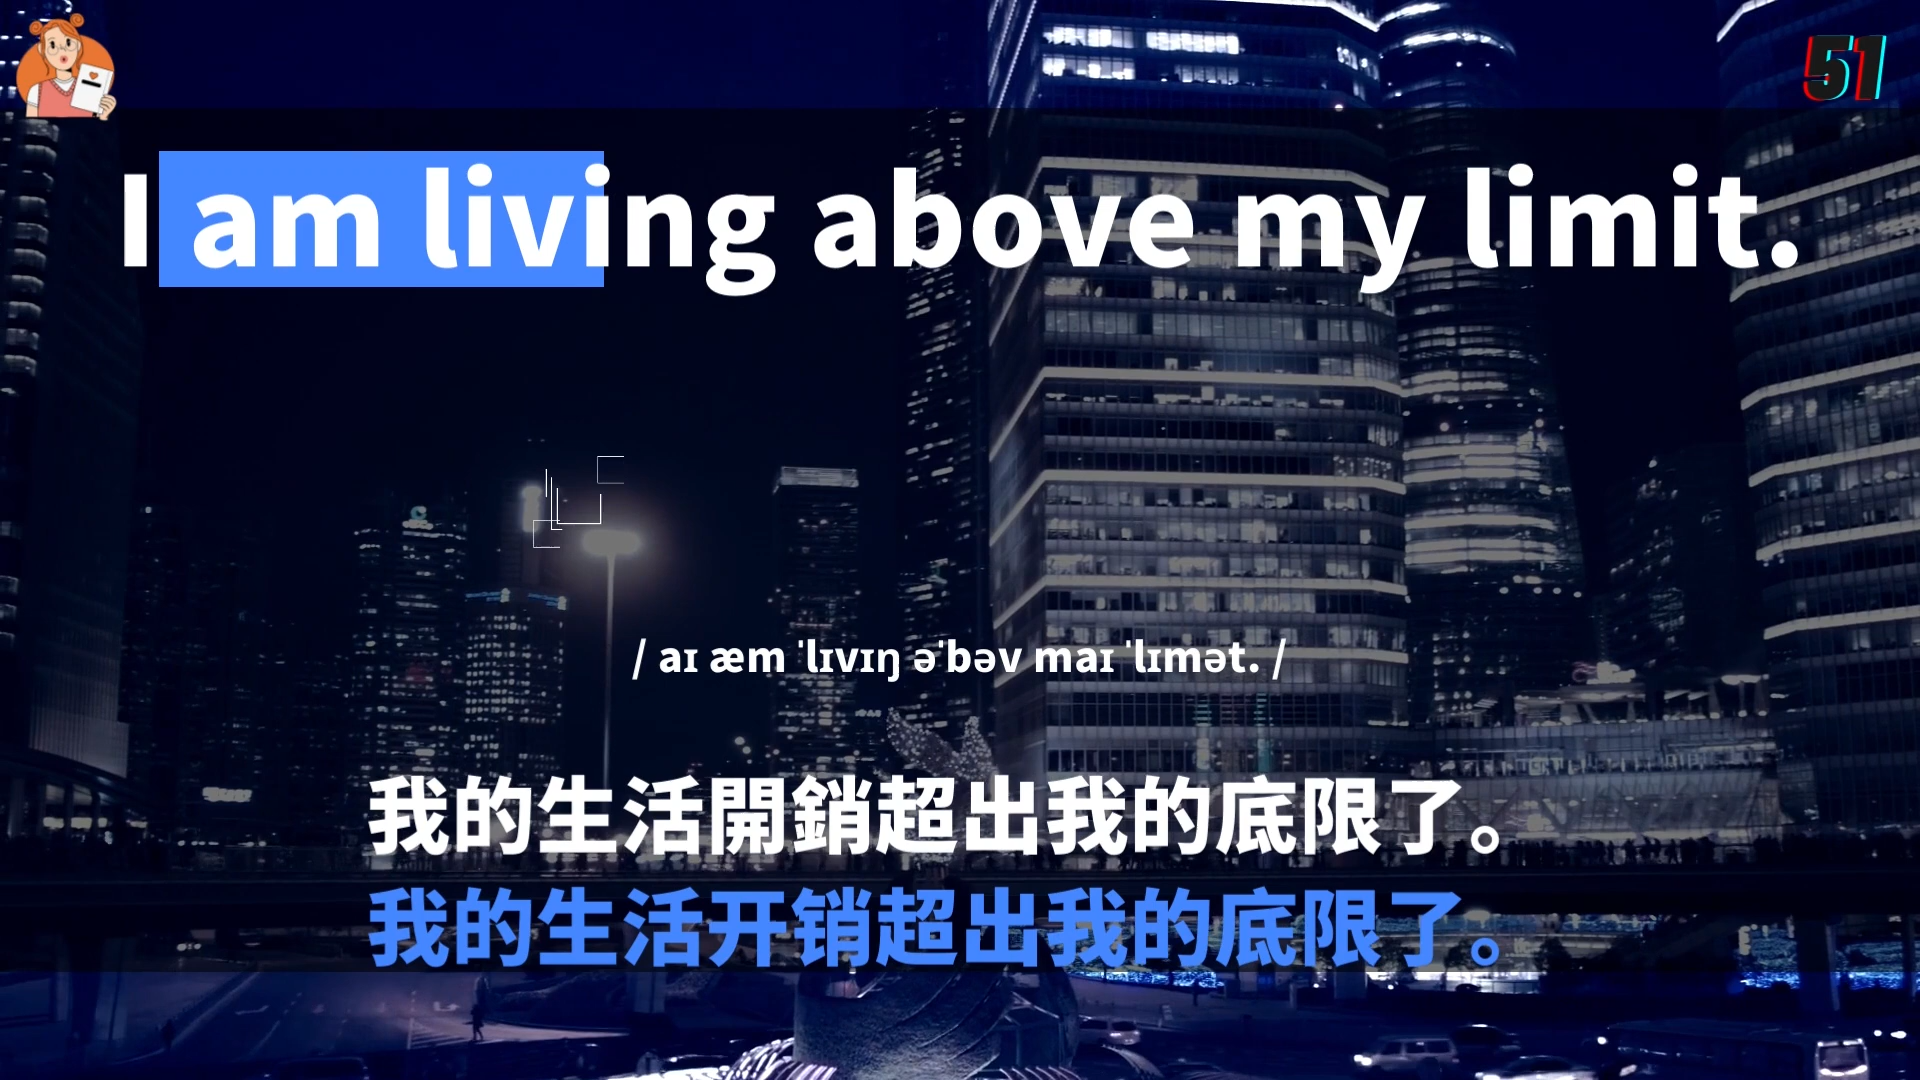 51
I am living above my limit.
/ aɪ æm ˈlɪvɪŋ əˈbəv maɪ ˈlɪmət. /
我的生活開銷超出我的底限了。
我的生活开销超出我的底限了。